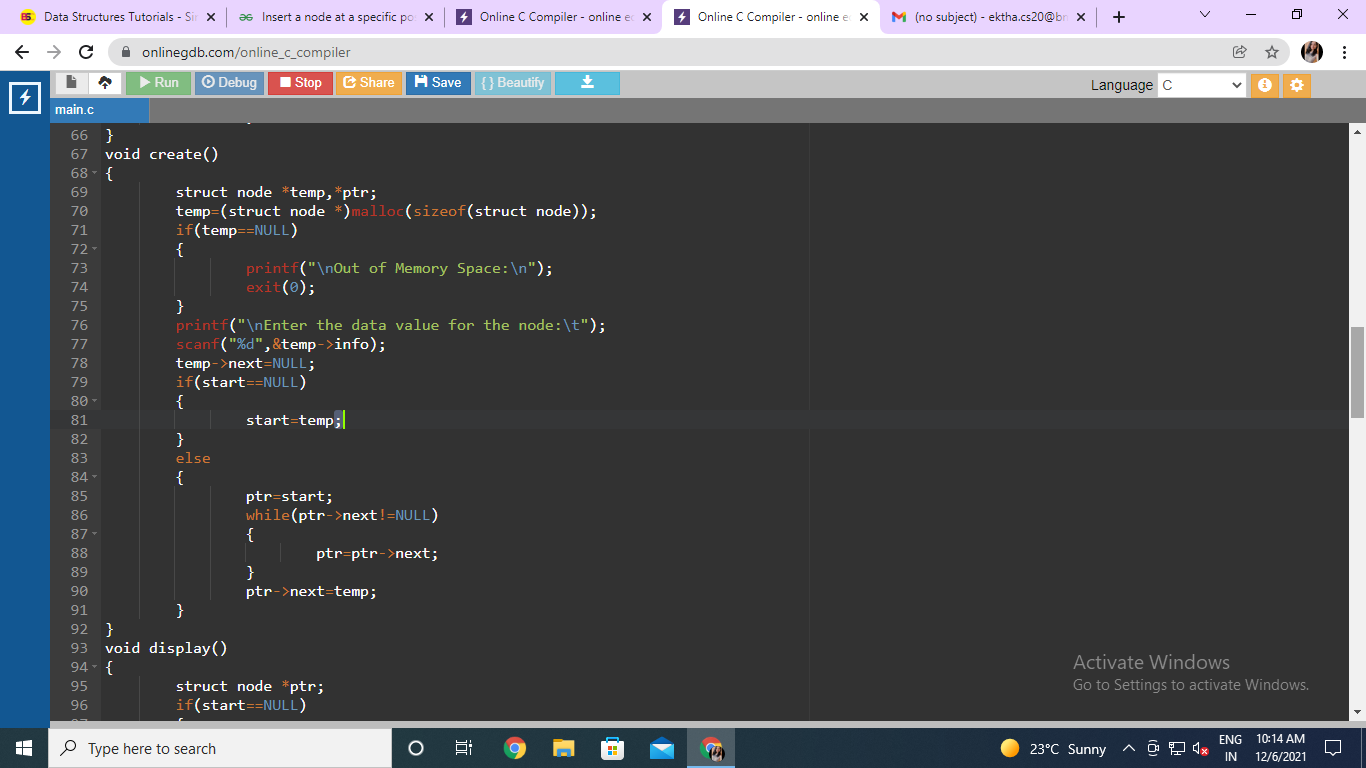 Data Structures Tutorials - Si
Insert a node at a specific po
Online C Compiler - online e
Online C Compiler - online e
(no subject) - ektha.cs20@bm
onlinegdb.com/online_c_compiler
Run
Debug
Stop
Share
Save
{ } Beautify
Language C
main.c
66 }
67 void create()
68 {
69 struct node *temp,*ptr;
70 temp=(struct node *)malloc(sizeof(struct node));
71 if(temp==NULL)
72 {
73 printf("\nOut of Memory Space:\n");
74 exit(0);
75 }
76 printf("\nEnter the data value for the node:\t");
77 scanf("%d",&temp->info);
78 temp->next=NULL;
79 if(start==NULL)
80 {
81 start=temp;
82 }
83 else
84 {
85 ptr=start;
86 while(ptr->next!=NULL)
87 {
88 ptr=ptr->next;
89 }
90 ptr->next=temp;
91 }
92 }
93 void display()
94 {
95 struct node *ptr;
96 if(start==NULL)
Activate Windows
Go to Settings to activate Windows.
Type here to search
23°C Sunny
ENG
IN
10:14 AM
12/6/2021